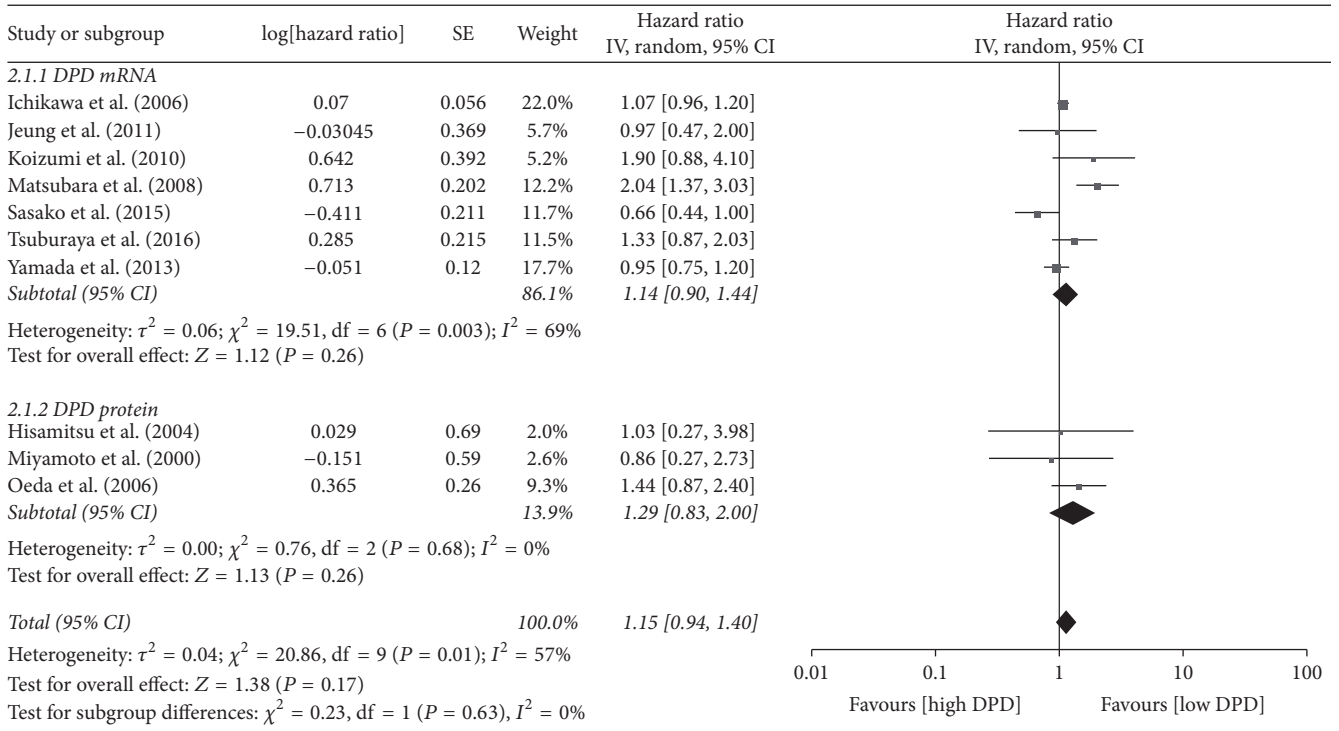 Study or subgroup log[hazard ratio] SE Weight Hazard ratio Hazard ratio
IV, random, 95% CI IV, random, 95% CI
2.1.1 DPD mRNA
Ichikawa et al. (2006) 0.07 0.056 22.0% 1.07 [0.96, 1.20]
Jeung et al. (2011) −0.03045 0.369 5.7% 0.97 [0.47, 2.00]
Koizumi et al. (2010) 0.642 0.392 5.2% 1.90 [0.88, 4.10]
Matsubara et al. (2008) 0.713 0.202 12.2% 2.04 [1.37, 3.03]
Sasako et al. (2015) −0.411 0.211 11.7% 0.66 [0.44, 1.00]
Tsuburaya et al. (2016) 0.285 0.215 11.5% 1.33 [0.87, 2.03]
Yamada et al. (2013) −0.051 0.12 17.7% 0.95 [0.75, 1.20]
Subtotal (95% CI) 86.1% 1.14 [0.90, 1.44]
Heterogeneity: τ² = 0.06; χ² = 19.51, df = 6 (P = 0.003); I² = 69%
Test for overall effect: Z = 1.12 (P = 0.26)
2.1.2 DPD protein
Hisamitsu et al. (2004) 0.029 0.69 2.0% 1.03 [0.27, 3.98]
Miyamoto et al. (2000) −0.151 0.59 2.6% 0.86 [0.27, 2.73]
Oeda et al. (2006) 0.365 0.26 9.3% 1.44 [0.87, 2.40]
Subtotal (95% CI) 13.9% 1.29 [0.83, 2.00]
Heterogeneity: τ² = 0.00; χ² = 0.76, df = 2 (P = 0.68); I² = 0%
Test for overall effect: Z = 1.13 (P = 0.26)
Total (95% CI) 100.0% 1.15 [0.94, 1.40]
Heterogeneity: τ² = 0.04; χ² = 20.86, df = 9 (P = 0.01); I² = 57%
Test for overall effect: Z = 1.38 (P = 0.17)
Test for subgroup differences: χ² = 0.23, df = 1 (P = 0.63), I² = 0%
0.01 0.1 1 10 100
Favours [high DPD] Favours [low DPD]